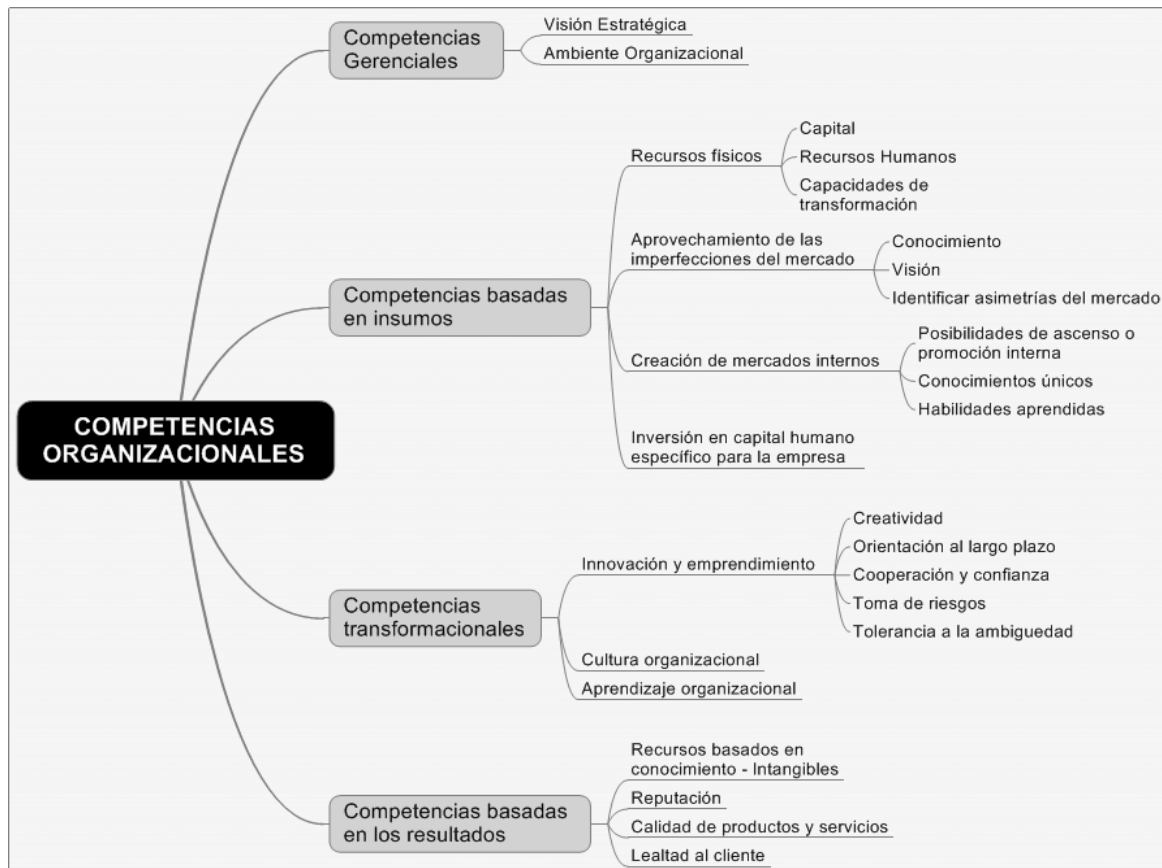 Competencias
Gerenciales
Visión Estratégica
Ambiente Organizacional
Competencias basadas
en insumos
Recursos físicos
Capital
Recursos Humanos
Capacidades de
transformación
Aprovechamiento de las
imperfecciones del mercado
Conocimiento
Visión
Identificar asimetrías del mercado
Creación de mercados internos
Posibilidades de ascenso o
promoción interna
Conocimientos únicos
Habilidades aprendidas
Inversión en capital humano
específico para la empresa
COMPETENCIAS
ORGANIZACIONALES
Competencias
transformacionales
Innovación y emprendimiento
Creatividad
Orientación al largo plazo
Cooperación y confianza
Toma de riesgos
Tolerancia a la ambiguedad
Cultura organizacional
Aprendizaje organizacional
Competencias basadas
en los resultados
Recursos basados en
conocimiento - Intangibles
Reputación
Calidad de productos y servicios
Lealtad al cliente